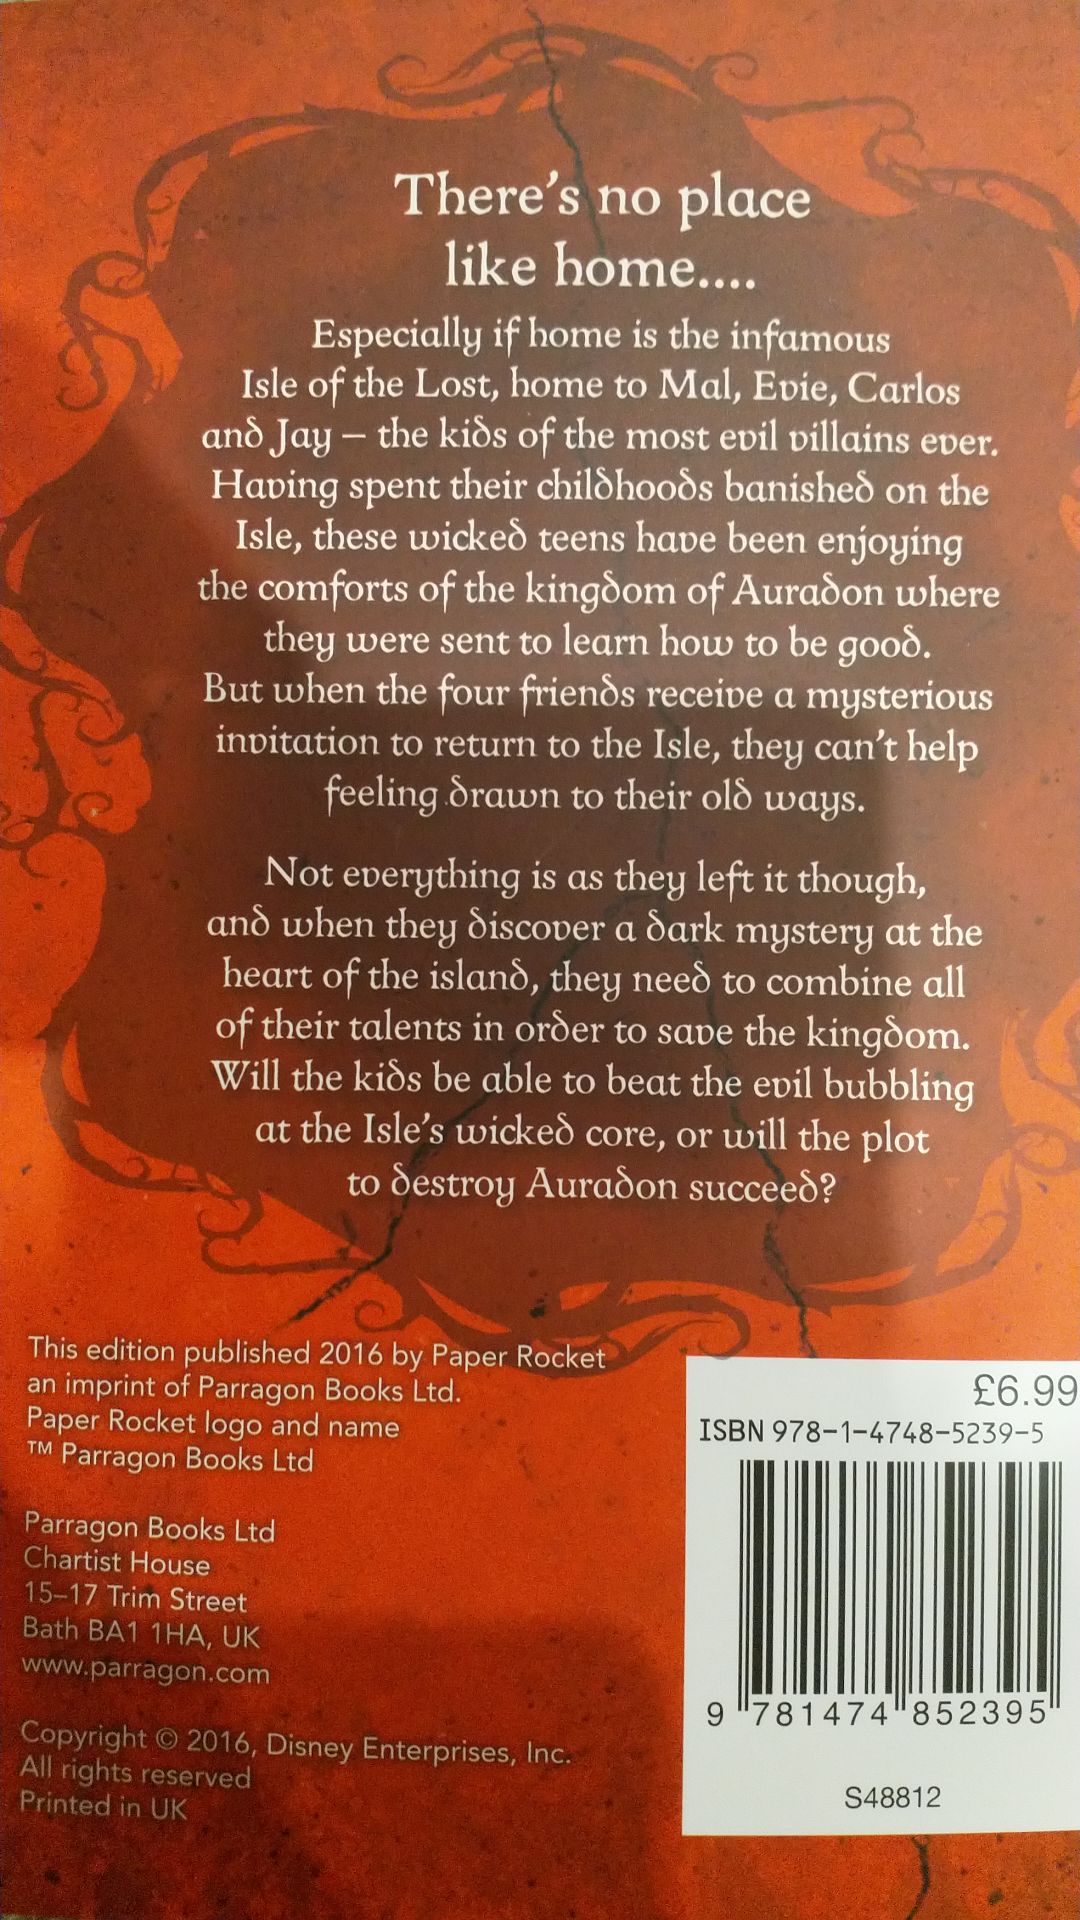 There's no place
like home....
Especially if home is the infamous
Isle of the Lost, home to Mal, Evie, Carlos
and Jay – the kids of the most evil villains ever.
Having spent their childhoods banished on the
Isle, these wicked teens have been enjoying
the comforts of the kingdom of Auradon where
they were sent to learn how to be good.
But when the four friends receive a mysterious
invitation to return to the Isle, they can't help
feeling drawn to their old ways.
Not everything is as they left it though,
and when they discover a dark mystery at the
heart of the island, they need to combine all
of their talents in order to save the kingdom.
Will the kids be able to beat the evil bubbling
at the Isle's wicked core, or will the plot
to destroy Auradon succeed?
This edition published 2016 by Paper Rocket
an imprint of Parragon Books Ltd.
Paper Rocket logo and name
™ Parragon Books Ltd
Parragon Books Ltd
Chartist House
15–17 Trim Street
Bath BA1 1HA, UK
www.parragon.com
Copyright © 2016, Disney Enterprises, Inc.
All rights reserved
Printed in UK
£6.99
ISBN 978-1-4748-5239-5
9 781474 852395
S48812